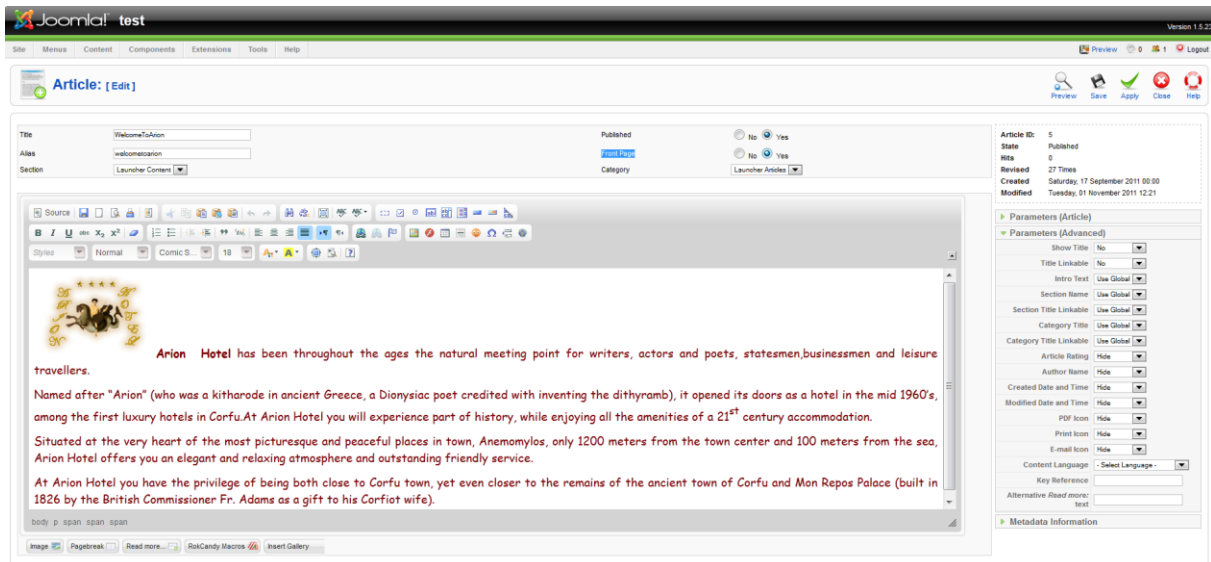 Joomla! test
Version 1.5.23
Site Menus Content Components Extensions Tools Help
Preview 0 1 Logout
Article: [ Edit ]
Preview Save Apply Close Help
Title WelcomeToArion Published No Yes
Alias welcometoarion Front Page No Yes
Section Launcher Content Category Launcher Articles
Article ID: 5
State Published
Hits 0
Revised 27 Times
Created Saturday, 17 September 2011 00:00
Modified Tuesday, 01 November 2011 12:21
Source
B I U abc X₂ X²
Styles Normal Comic S... 18
Arion Hotel has been throughout the ages the natural meeting point for writers, actors and poets, statesmen,businessmen and leisure
travellers.
Named after "Arion" (who was a kitharode in ancient Greece, a Dionysiac poet credited with inventing the dithyramb), it opened its doors as a hotel in the mid 1960's,
among the first luxury hotels in Corfu.At Arion Hotel you will experience part of history, while enjoying all the amenities of a 21st century accommodation.
Situated at the very heart of the most picturesque and peaceful places in town, Anemomylos, only 1200 meters from the town center and 100 meters from the sea,
Arion Hotel offers you an elegant and relaxing atmosphere and outstanding friendly service.
At Arion Hotel you have the privilege of being both close to Corfu town, yet even closer to the remains of the ancient town of Corfu and Mon Repos Palace (built in
1826 by the British Commissioner Fr. Adams as a gift to his Corfiot wife).
body p span span span
Image Pagebreak Read more... RokCandy Macros Insert Gallery
Parameters (Article)
Parameters (Advanced)
Show Title No
Title Linkable No
Intro Text Use Global
Section Name Use Global
Section Title Linkable Use Global
Category Title Use Global
Category Title Linkable Use Global
Article Rating Hide
Author Name Hide
Created Date and Time Hide
Modified Date and Time Hide
PDF Icon Hide
Print Icon Hide
E-mail Icon Hide
Content Language - Select Language -
Key Reference
Alternative Read more:
text
Metadata Information